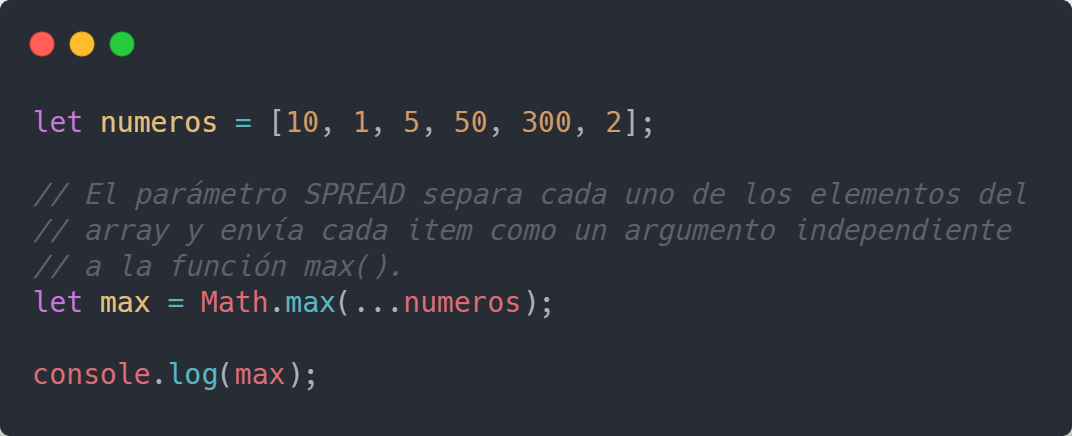 let numeros = [10, 1, 5, 50, 300, 2];
// El parámetro SPREAD separa cada uno de los elementos del
// array y envía cada item como un argumento independiente
// a la función max().
let max = Math.max(...numeros);
console.log(max);